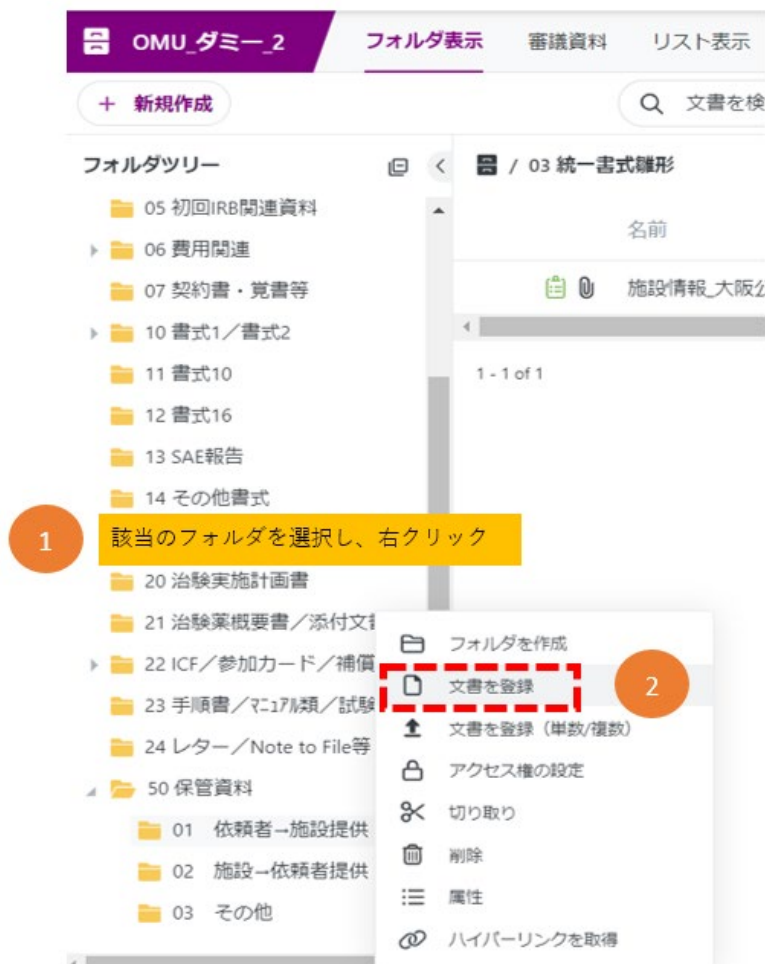 OMU_ダミー_2 フォルダ表示 審議資料 リスト表示
+ 新規作成 文書を検
フォルダツリー / 03 統一書式雛形
05 初回IRB関連資料
名前
06 費用関連
07 契約書・覚書等 施設情報_大阪公
10 書式1／書式2
11 書式10 1 - 1 of 1
12 書式16
13 SAE報告
14 その他書式
1 該当のフォルダを選択し、右クリック
20 治験実施計画書
21 治験薬概要書／添付文書
フォルダを作成
22 ICF／参加カード／補償
文書を登録 2
23 手順書／マニュアル類／試験
文書を登録（単数/複数）
24 レター／Note to File等
アクセス権の設定
50 保管資料
切り取り
01 依頼者→施設提供
削除
02 施設→依頼者提供
属性
03 その他
ハイパーリンクを取得